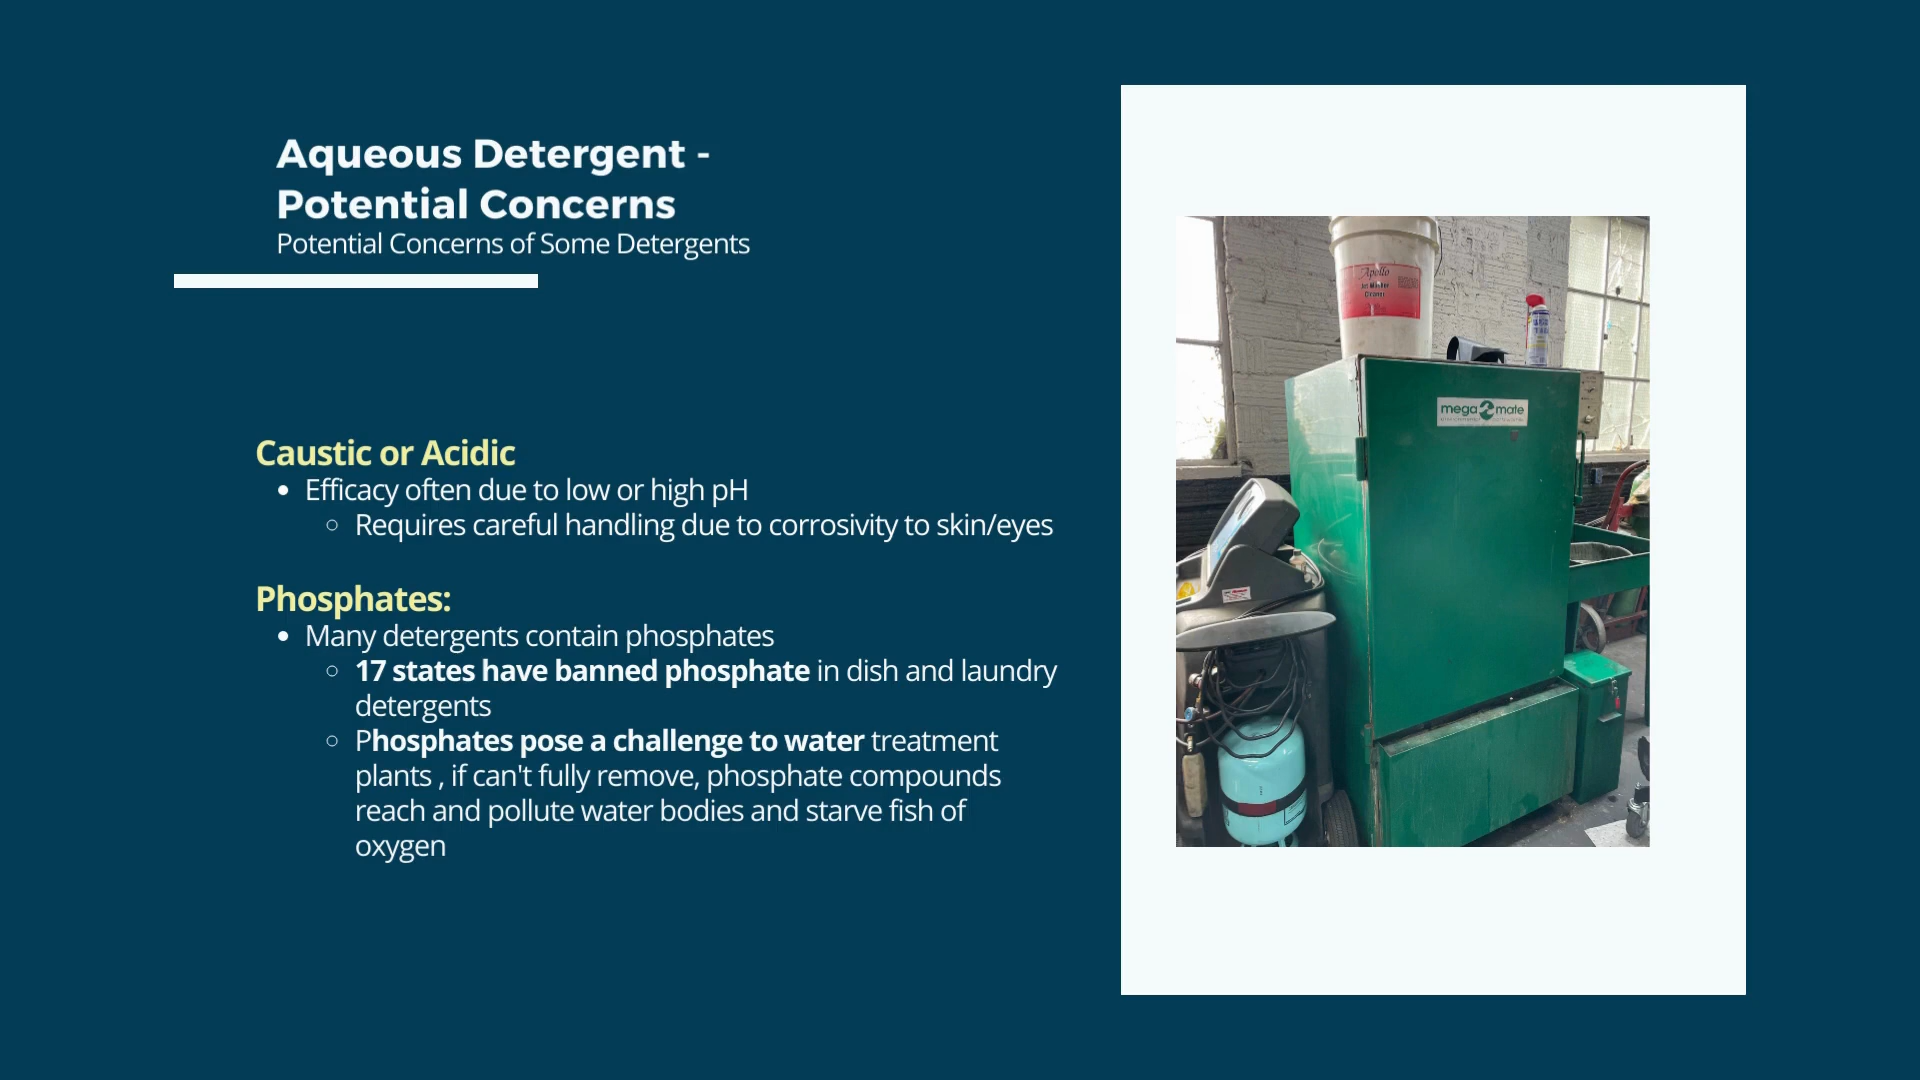 Aqueous Detergent -
Potential Concerns
Potential Concerns of Some Detergents
Caustic or Acidic
Efficacy often due to low or high pH
Requires careful handling due to corrosivity to skin/eyes
Phosphates:
Many detergents contain phosphates
17 states have banned phosphate in dish and laundry
detergents
Phosphates pose a challenge to water treatment
plants , if can't fully remove, phosphate compounds
reach and pollute water bodies and starve fish of
oxygen
Apollo
Jet Washer
Cleaner
mega mate